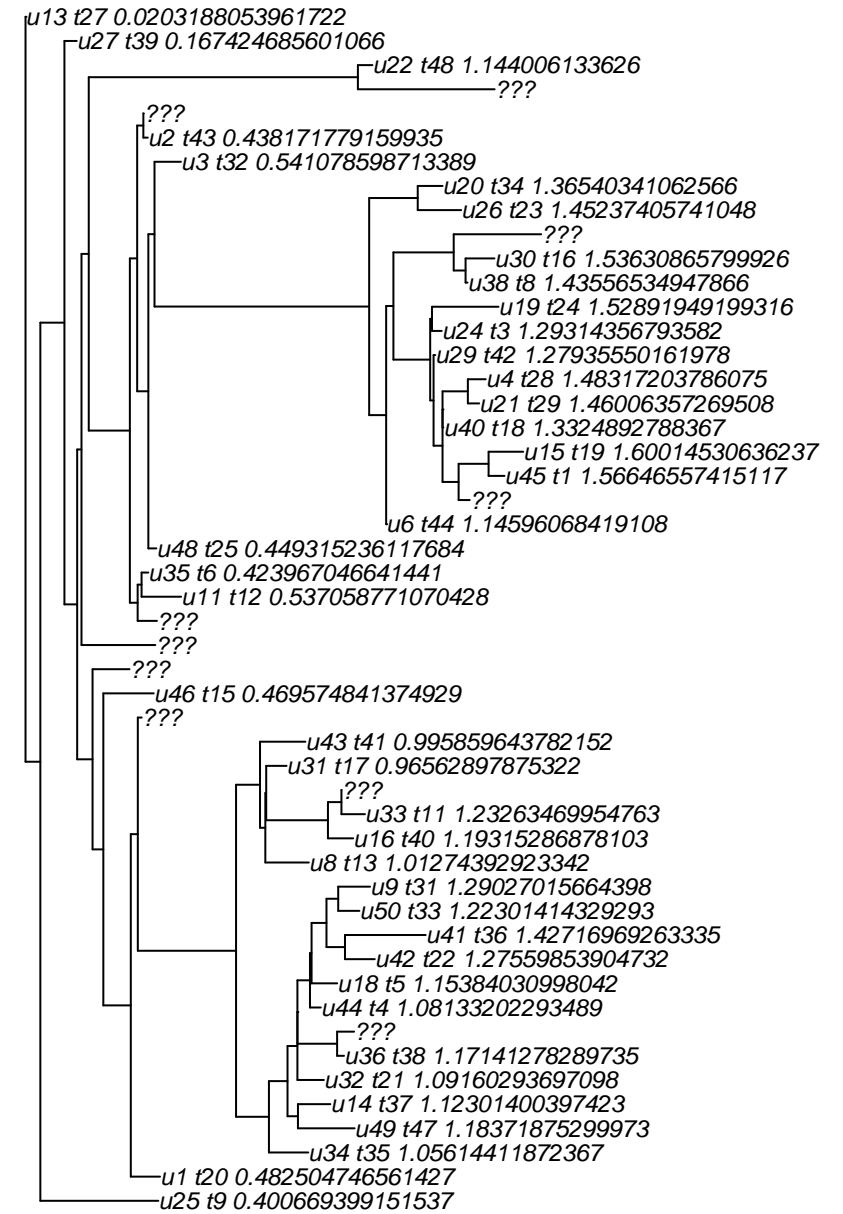 u13 t27 0.0203188053961722
u27 t39 0.167424685601066
u22 t48 1.144006133626
???
???
u2 t43 0.438171779159935
u3 t32 0.541078598713389
u20 t34 1.36540341062566
u26 t23 1.45237405741048
???
u30 t16 1.53630865799926
u38 t8 1.43556534947866
u19 t24 1.52891949199316
u24 t3 1.29314356793582
u29 t42 1.27935550161978
u4 t28 1.48317203786075
u21 t29 1.46006357269508
u40 t18 1.3324892788367
u15 t19 1.60014530636237
u45 t1 1.56646557415117
???
u6 t44 1.14596068419108
u48 t25 0.449315236117684
u35 t6 0.423967046641441
u11 t12 0.537058771070428
???
???
???
u46 t15 0.469574841374929
???
u43 t41 0.995859643782152
u31 t17 0.96562897875322
???
u33 t11 1.23263469954763
u16 t40 1.19315286878103
u8 t13 1.01274392923342
u9 t31 1.29027015664398
u50 t33 1.22301414329293
u41 t36 1.42716969263335
u42 t22 1.27559853904732
u18 t5 1.15384030998042
u44 t4 1.08133202293489
???
u36 t38 1.17141278289735
u32 t21 1.09160293697098
u14 t37 1.12301400397423
u49 t47 1.18371875299973
u34 t35 1.05614411872367
u1 t20 0.482504746561427
u25 t9 0.400669399151537